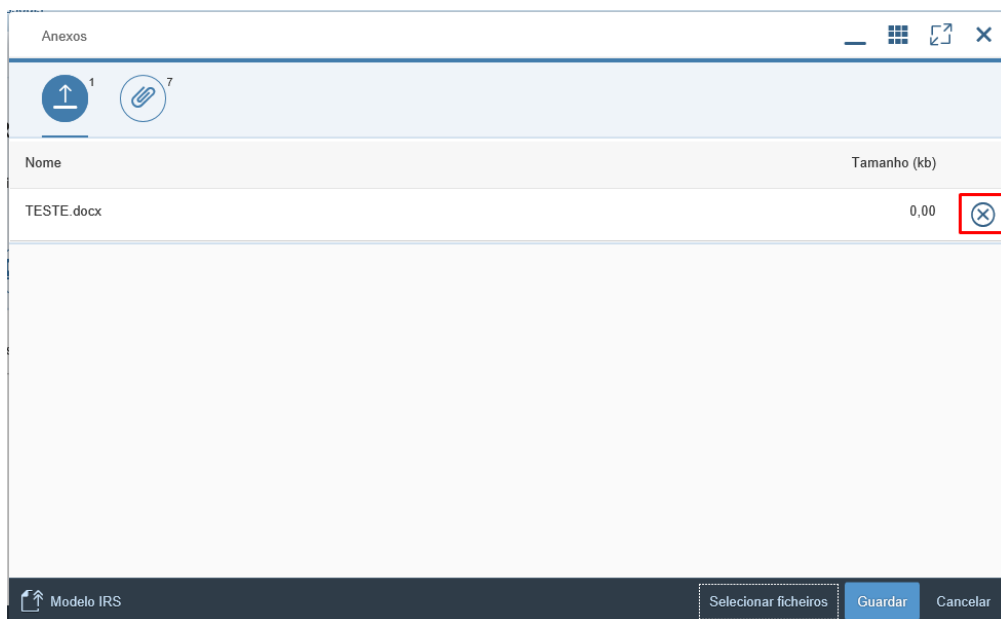 Anexos
1
7
Nome Tamanho (kb)
TESTE.docx 0,00
Modelo IRS Selecionar ficheiros Guardar Cancelar